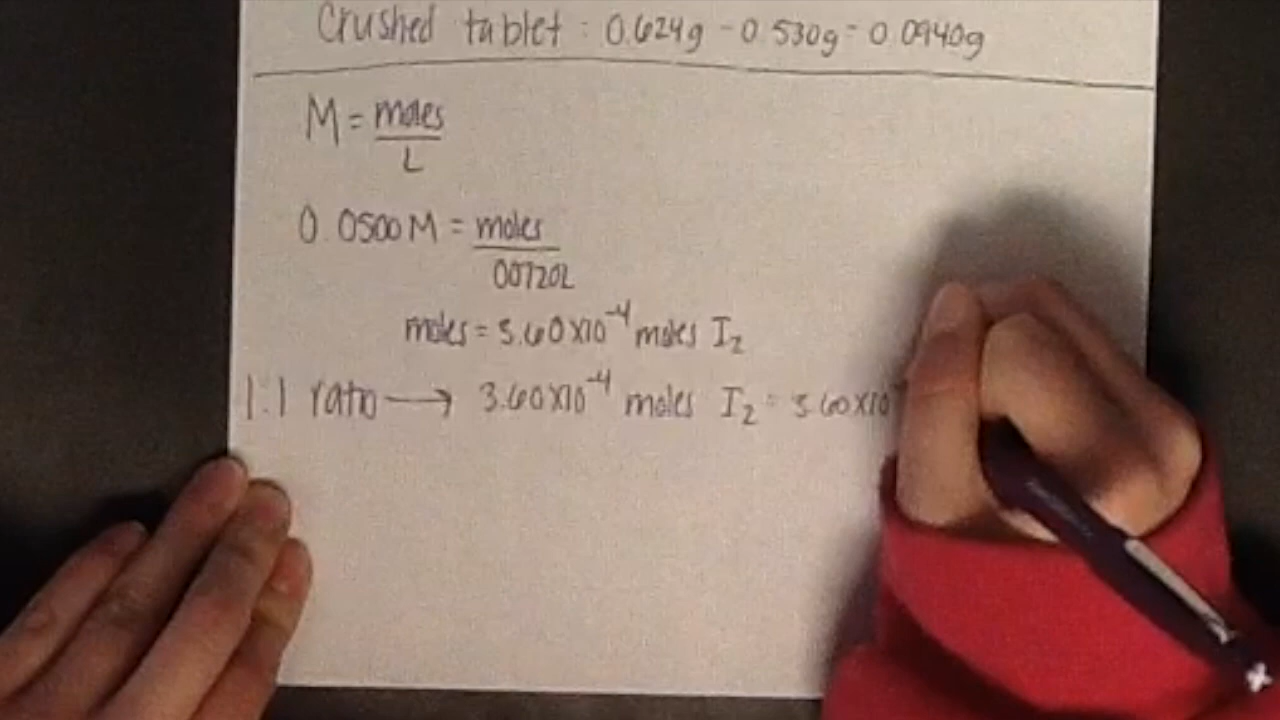 Crushed tablet : 0.624g - 0.530g = 0.0940g
M = moles
L
0.0500 M = moles
00720L
moles = 3.60x10⁻⁴ moles I₂
1:1 ratio → 3.60x10⁻⁴ moles I₂ = 3.60x10